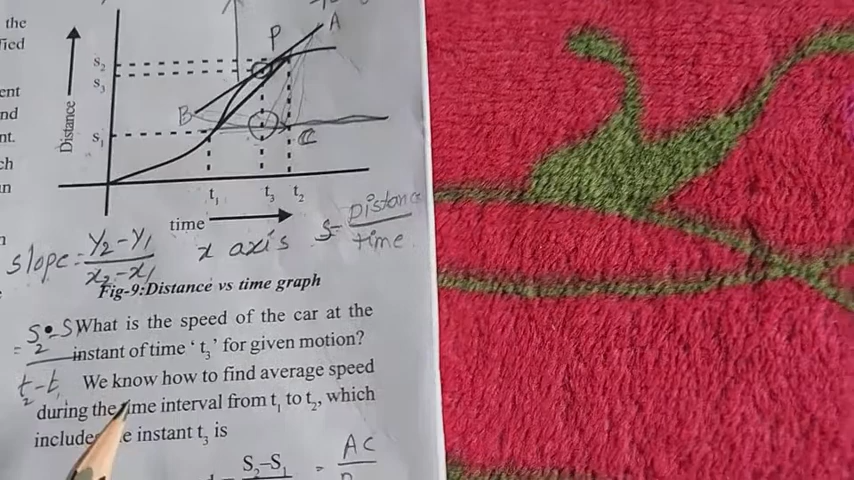 the
fied
ent
nd
nt.
ch
in
n
Distance
S₂
S₃
S₁
P
A
B
C
t₁ t₃ t₂
time
x axis
S = Distance / time
slope = y₂-y₁ / x₂-x₁
Fig-9:Distance vs time graph
What is the speed of the car at the
instant of time ‘ t₃’ for given motion?
= S₂-S / t₂-t₁
We know how to find average speed
during the time interval from t₁ to t₂, which
includes instant t₃ is
S₂–S₁ = AC